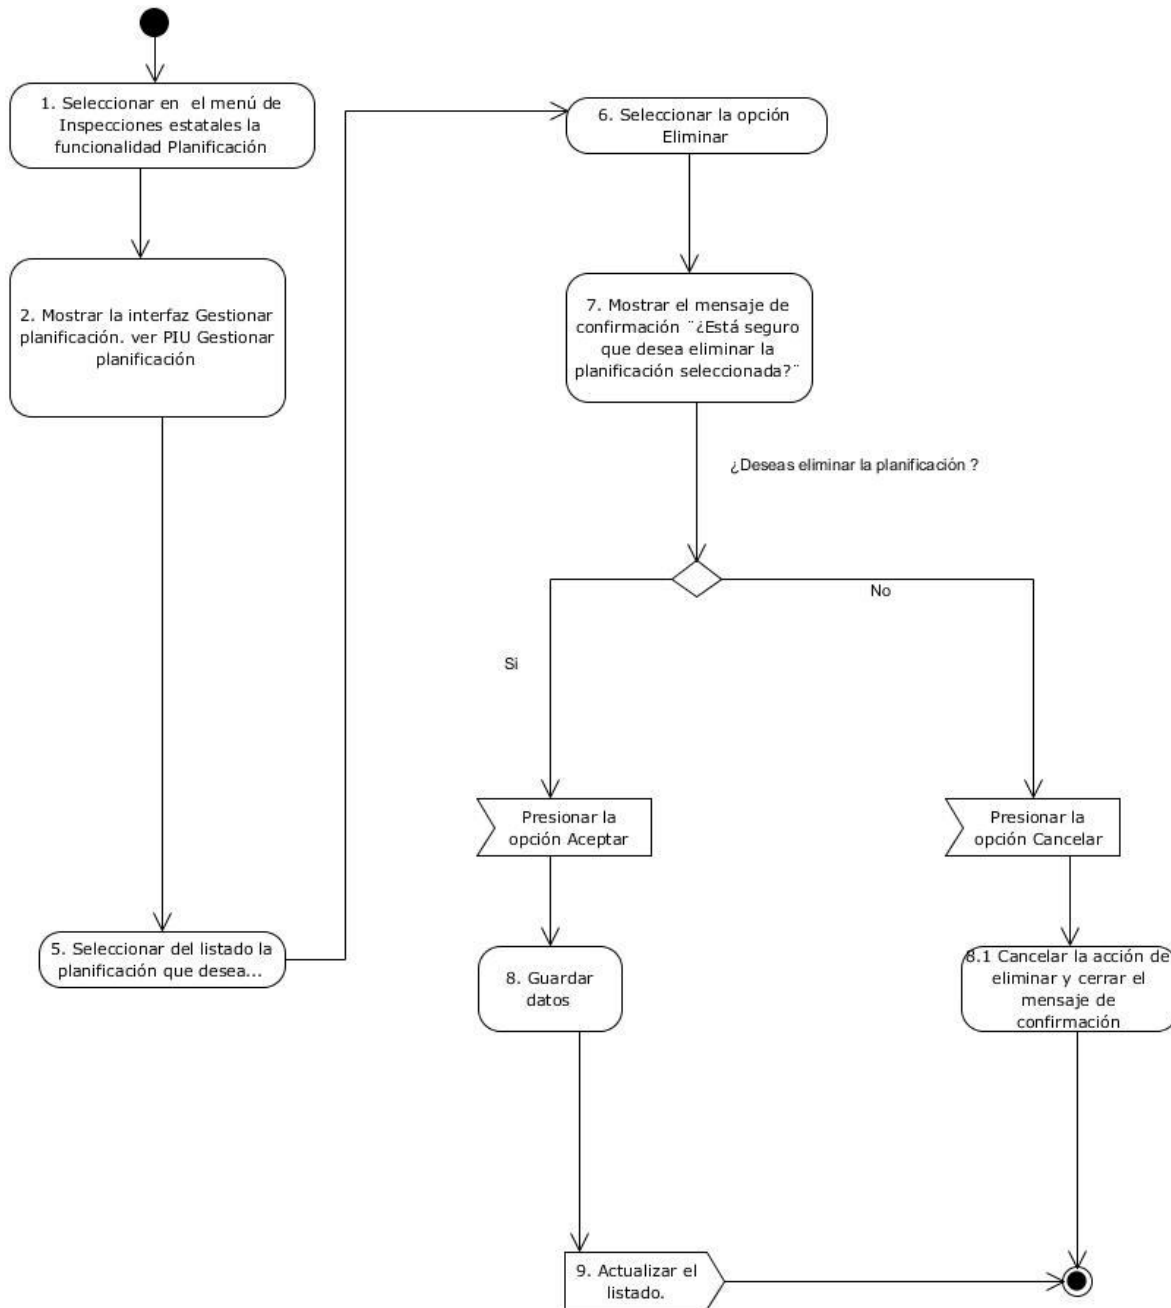 1. Seleccionar en  el menú de
Inspecciones estatales la
funcionalidad Planificación
2. Mostrar la interfaz Gestionar
planificación. ver PIU Gestionar
planificación
5. Seleccionar del listado la
planificación que desea...
6. Seleccionar la opción
Eliminar
7. Mostrar el mensaje de
confirmación ¨¿Está seguro
que desea eliminar la
planificación seleccionada?¨
¿Deseas eliminar la planificación ?
Si
No
Presionar la
opción Aceptar
Presionar la
opción Cancelar
8. Guardar
datos
8.1 Cancelar la acción de
eliminar y cerrar el
mensaje de
confirmación
9. Actualizar el
listado.